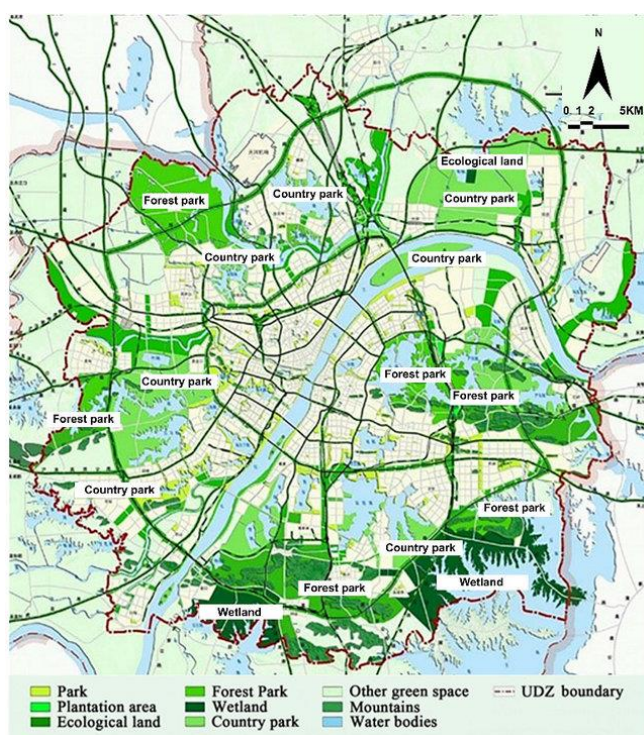 N
0 1 2 5KM
Ecological land
Forest park
Country park
Country park
Country park
Country park
Forest park
Country park
Forest park
Forest park
Country park
Forest park
Country park
Forest park
Wetland
Wetland
Park
Forest Park
Other green space
UDZ boundary
Plantation area
Wetland
Mountains
Ecological land
Country park
Water bodies